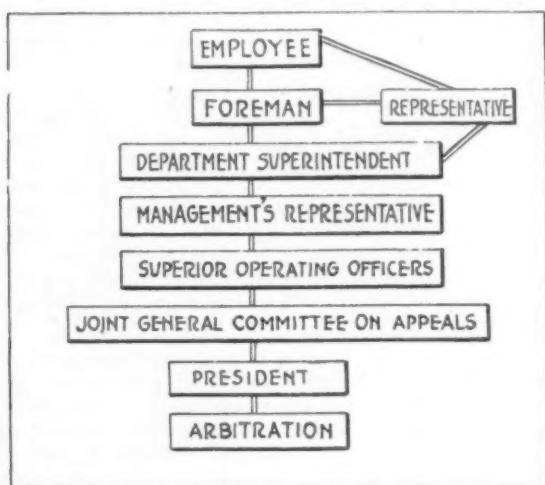 EMPLOYEE
FOREMAN
REPRESENTATIVE
DEPARTMENT SUPERINTENDENT
MANAGEMENT'S REPRESENTATIVE
SUPERIOR OPERATING OFFICERS
JOINT GENERAL COMMITTEE ON APPEALS
PRESIDENT
ARBITRATION